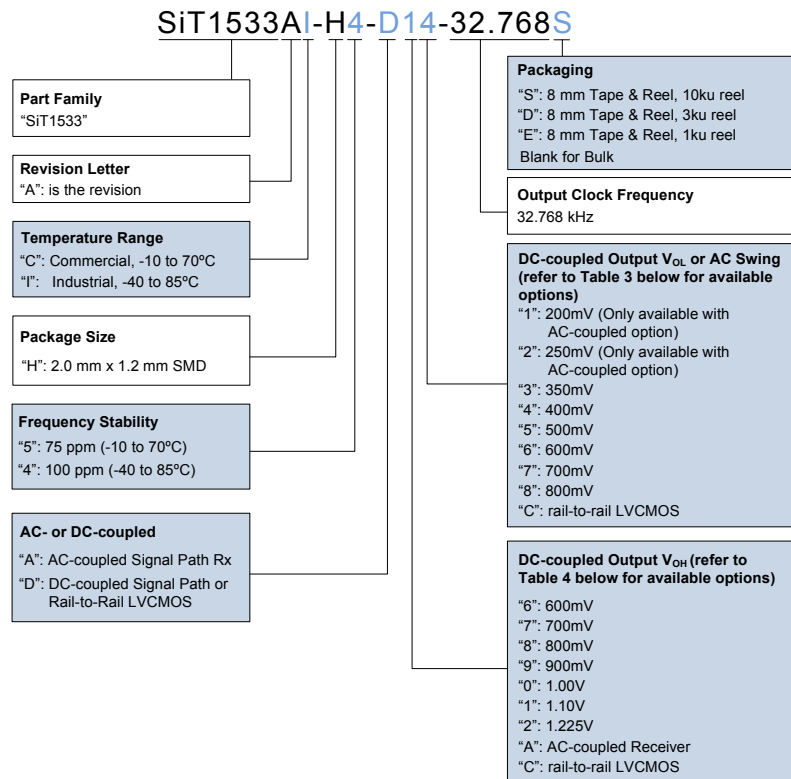 SiT1533AI-H4-D14-32.768S
Part Family
“SiT1533”
Revision Letter
“A”: is the revision
Temperature Range
“C”: Commercial, -10 to 70ºC
“I”: Industrial, -40 to 85ºC
Package Size
“H”: 2.0 mm x 1.2 mm SMD
Frequency Stability
“5”: 75 ppm (-10 to 70ºC)
“4”: 100 ppm (-40 to 85ºC)
AC- or DC-coupled
“A”: AC-coupled Signal Path Rx
“D”: DC-coupled Signal Path or
Rail-to-Rail LVCMOS
Packaging
“S”: 8 mm Tape & Reel, 10ku reel
“D”: 8 mm Tape & Reel, 3ku reel
“E”: 8 mm Tape & Reel, 1ku reel
Blank for Bulk
Output Clock Frequency
32.768 kHz
DC-coupled Output VOL or AC Swing
(refer to Table 3 below for available
options)
“1”: 200mV (Only available with
AC-coupled option)
“2”: 250mV (Only available with
AC-coupled option)
“3”: 350mV
“4”: 400mV
“5”: 500mV
“6”: 600mV
“7”: 700mV
“8”: 800mV
“C”: rail-to-rail LVCMOS
DC-coupled Output VOH (refer to
Table 4 below for available options)
“6”: 600mV
“7”: 700mV
“8”: 800mV
“9”: 900mV
“0”: 1.00V
“1”: 1.10V
“2”: 1.225V
“A”: AC-coupled Receiver
“C”: rail-to-rail LVCMOS